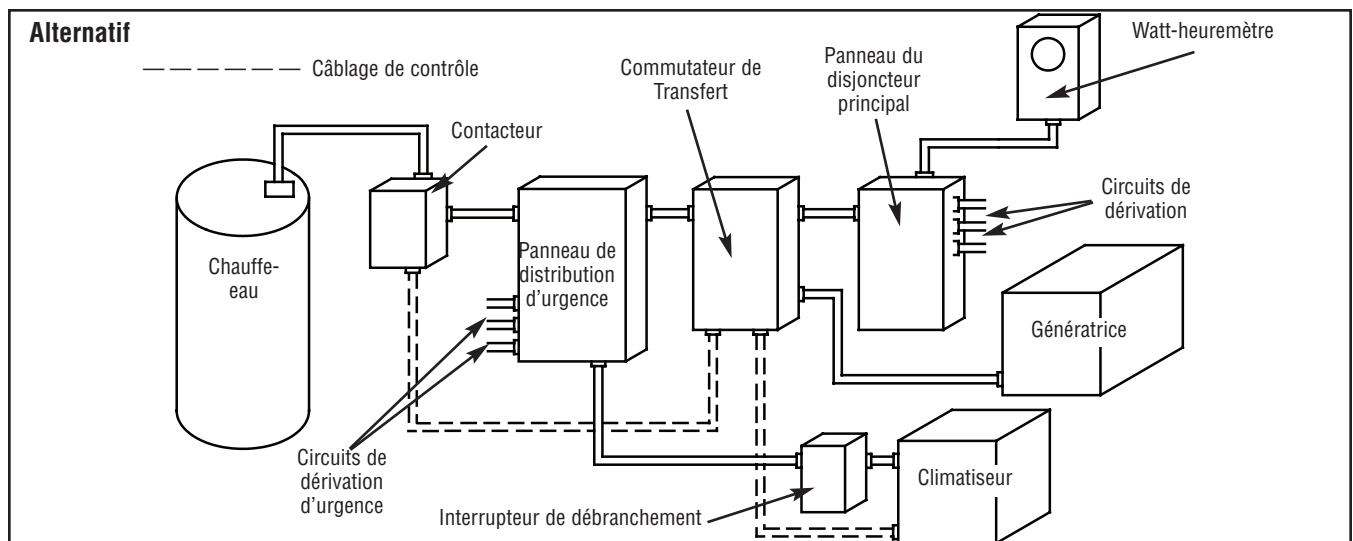 Alternatif
Câblage de contrôle
Contacteur
Commutateur de
Transfert
Panneau du
disjoncteur
principal
Watt-heuremètre
Circuits de
dérivation
Chauffe-
eau
Panneau de
distribution
d'urgence
Génératrice
Circuits de
dérivation
d'urgence
Interrupteur de débranchement
Climatiseur